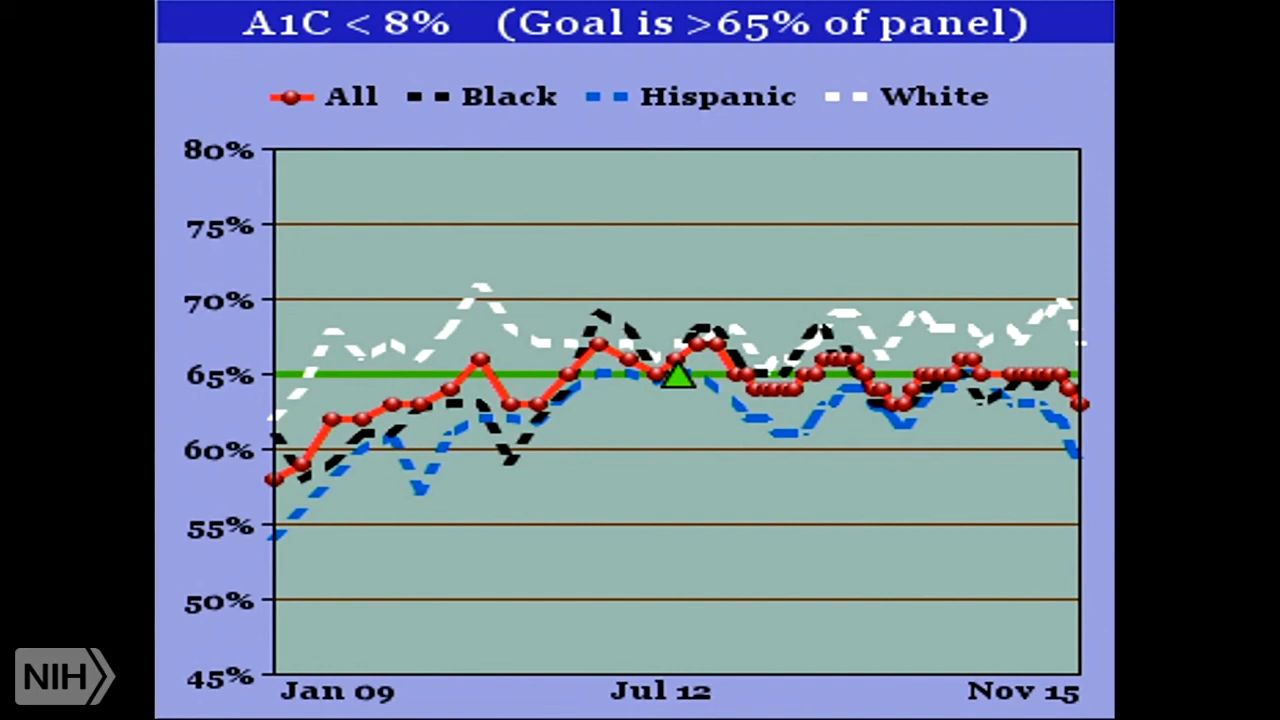 A1C < 8% (Goal is >65% of panel)
All Black Hispanic White
80%
75%
70%
65%
60%
55%
50%
45%
Jan 09 Jul 12 Nov 15
NIH